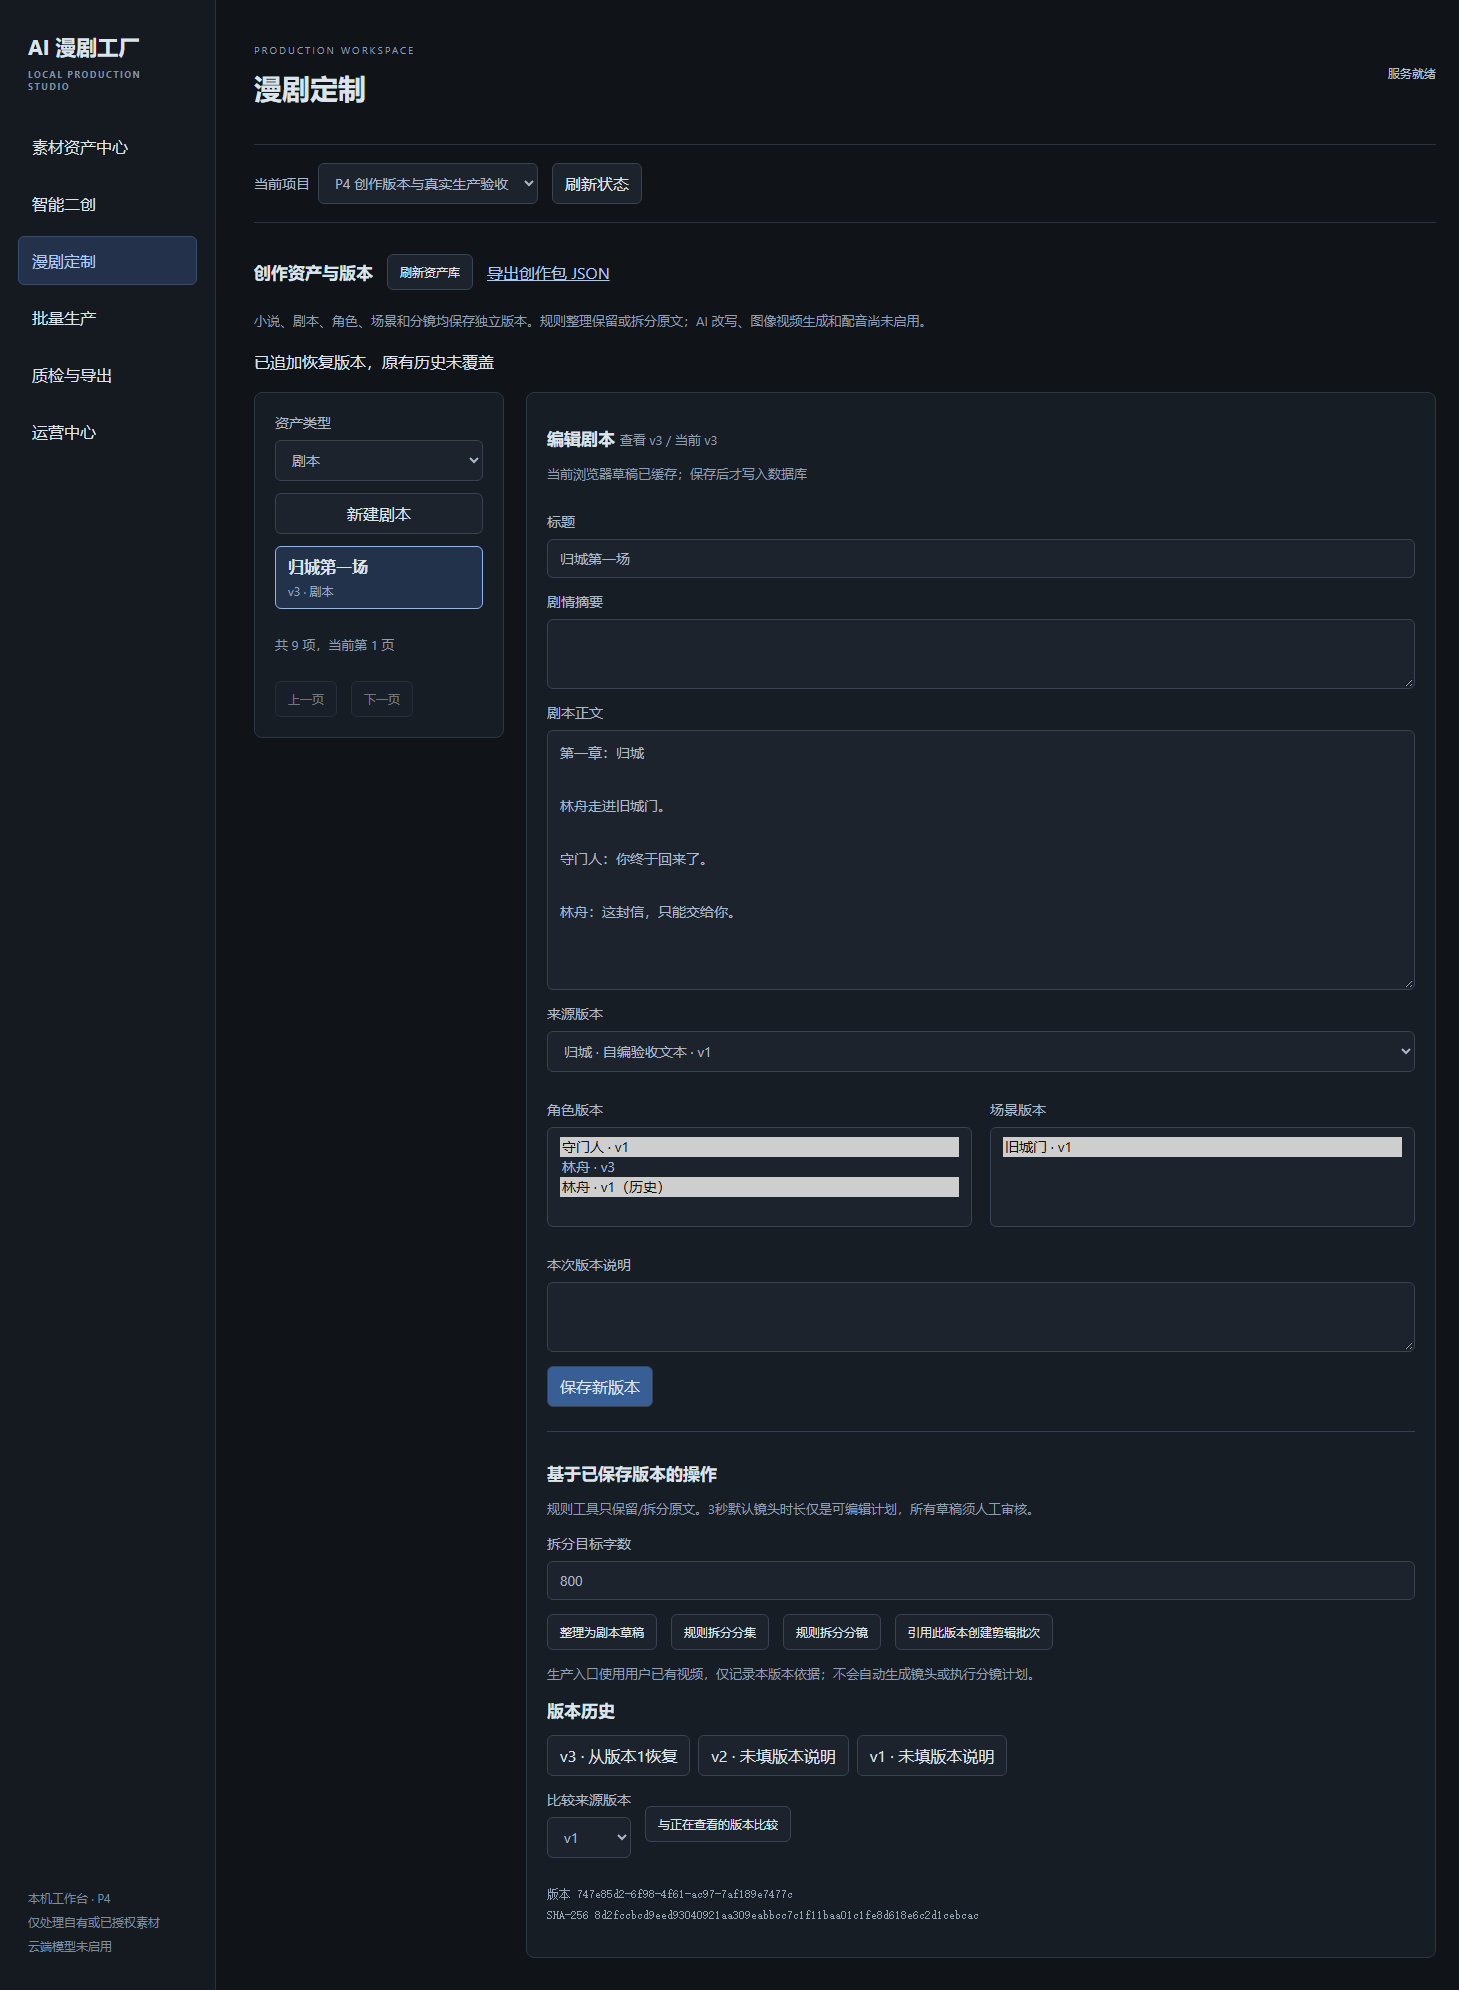 AI 漫剧工厂
LOCAL PRODUCTION
STUDIO
素材资产中心
智能二创
漫剧定制
批量生产
质检与导出
运营中心
本机工作台 · P4
仅处理自有或已授权素材
云端模型未启用
PRODUCTION WORKSPACE
漫剧定制
服务就绪
当前项目 P4 创作版本与真实生产验收 刷新状态
创作资产与版本 刷新资产库 导出创作包 JSON
小说、剧本、角色、场景和分镜均保存独立版本。规则整理保留或拆分原文；AI 改写、图像视频生成和配音尚未启用。
已追加恢复版本，原有历史未覆盖
资产类型
剧本
新建剧本
归城第一场
v3 · 剧本
共 9 项，当前第 1 页
上一页 下一页
编辑剧本 查看 v3 / 当前 v3
当前浏览器草稿已缓存；保存后才写入数据库
标题
归城第一场
剧情摘要
剧本正文
第一章：归城
林舟走进旧城门。
守门人：你终于回来了。
林舟：这封信，只能交给你。
来源版本
归城 · 自编验收文本 · v1
角色版本
守门人 · v1
林舟 · v3
林舟 · v1（历史）
场景版本
旧城门 · v1
本次版本说明
保存新版本
基于已保存版本的操作
规则工具只保留/拆分原文。3秒默认镜头时长仅是可编辑计划，所有草稿须人工审核。
拆分目标字数
800
整理为剧本草稿 规则拆分分集 规则拆分分镜 引用此版本创建剪辑批次
生产入口使用用户已有视频，仅记录本版本依据；不会自动生成镜头或执行分镜计划。
版本历史
v3 · 从版本1恢复 v2 · 未填版本说明 v1 · 未填版本说明
比较来源版本
v1 与正在查看的版本比较
版本 747e85d2-6f98-4f61-ac97-7af189e7477c
SHA-256 8d2fccbcd9eed93040921aa309eabbcc7c1f11baa01c1fe8d618e6c2d1cebcac